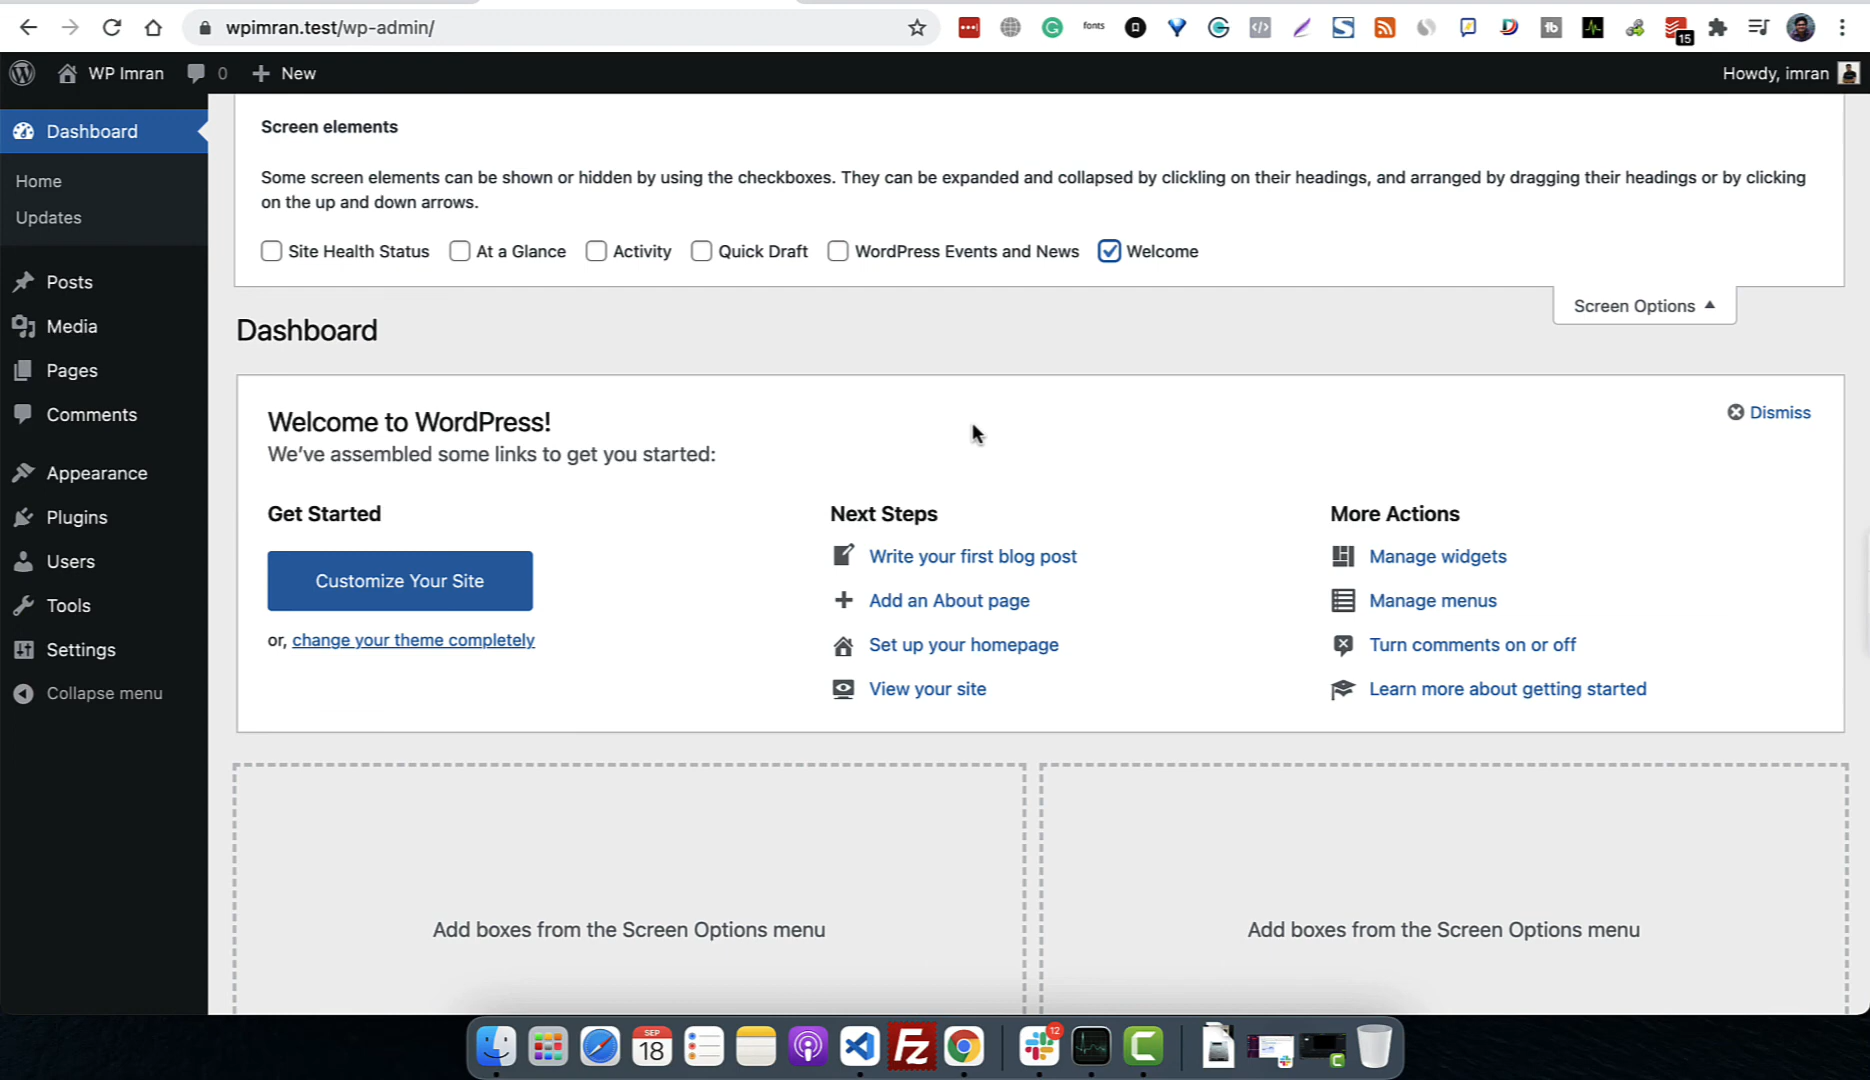 wpimran.test/wp-admin/
fonts
15
WP Imran
0
New
Howdy, imran
Dashboard
Home
Updates
Posts
Media
Pages
Comments
Appearance
Plugins
Users
Tools
Settings
Collapse menu
Screen elements
Some screen elements can be shown or hidden by using the checkboxes. They can be expanded and collapsed by clickling on their headings, and arranged by dragging their headings or by clicking
on the up and down arrows.
Site Health Status At a Glance Activity Quick Draft WordPress Events and News Welcome
Screen Options
Dashboard
Welcome to WordPress!
Dismiss
We've assembled some links to get you started:
Get Started
Customize Your Site
or, change your theme completely
Next Steps
Write your first blog post
Add an About page
Set up your homepage
View your site
More Actions
Manage widgets
Manage menus
Turn comments on or off
Learn more about getting started
Add boxes from the Screen Options menu
Add boxes from the Screen Options menu
SEP
18
FZ
12